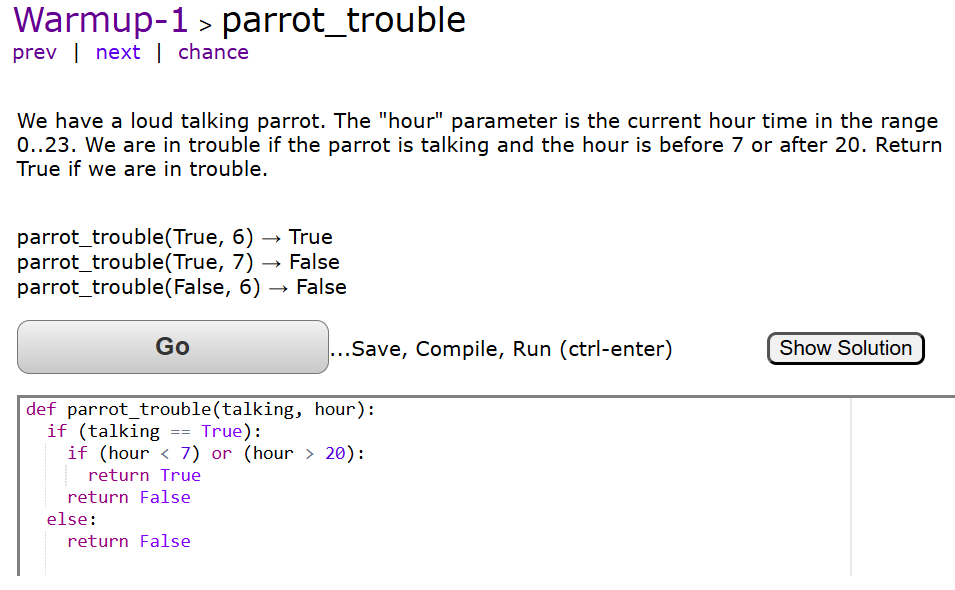 Warmup-1 > parrot_trouble
prev | next | chance
We have a loud talking parrot. The "hour" parameter is the current hour time in the range
0..23. We are in trouble if the parrot is talking and the hour is before 7 or after 20. Return
True if we are in trouble.
parrot_trouble(True, 6) → True
parrot_trouble(True, 7) → False
parrot_trouble(False, 6) → False
Go ...Save, Compile, Run (ctrl-enter) Show Solution
def parrot_trouble(talking, hour):
  if (talking == True):
    if (hour < 7) or (hour > 20):
      return True
    return False
  else:
    return False